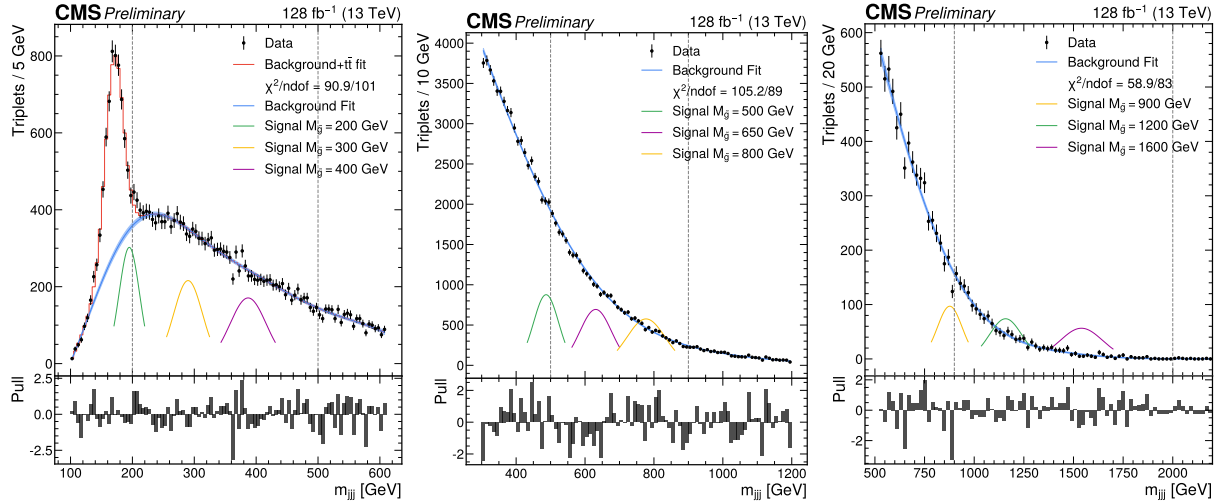 CMS Preliminary 128 fb⁻¹ (13 TeV)
Triplets / 5 GeV
Data
Background+tt̄ fit
χ²/ndof = 90.9/101
Background Fit
Signal M_g̃ = 200 GeV
Signal M_g̃ = 300 GeV
Signal M_g̃ = 400 GeV
800
600
400
200
0
Pull
2.5
0.0
−2.5
100 200 300 400 500 600
m_jjj [GeV]
CMS Preliminary 128 fb⁻¹ (13 TeV)
Triplets / 10 GeV
Data
Background Fit
χ²/ndof = 105.2/89
Signal M_g̃ = 500 GeV
Signal M_g̃ = 650 GeV
Signal M_g̃ = 800 GeV
4000
3500
3000
2500
2000
1500
1000
500
0
Pull
2
0
−2
400 600 800 1000 1200
m_jjj [GeV]
CMS Preliminary 128 fb⁻¹ (13 TeV)
Triplets / 20 GeV
Data
Background Fit
χ²/ndof = 58.9/83
Signal M_g̃ = 900 GeV
Signal M_g̃ = 1200 GeV
Signal M_g̃ = 1600 GeV
600
500
400
300
200
100
0
Pull
2
0
−2
500 750 1000 1250 1500 1750 2000
m_jjj [GeV]